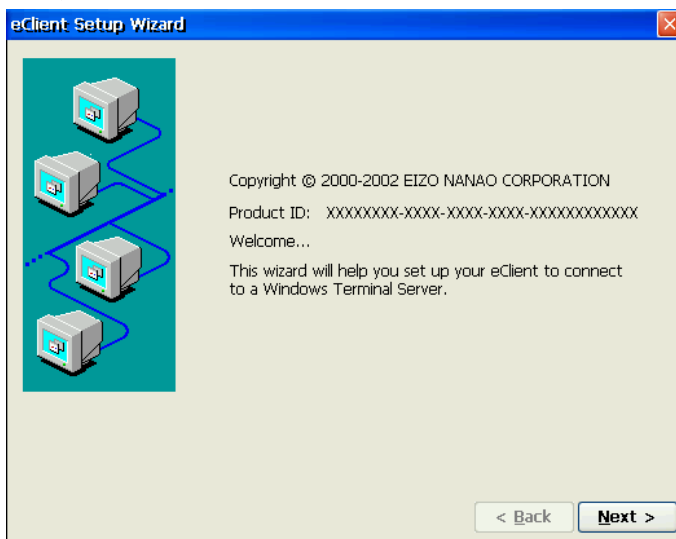 eClient Setup Wizard
Copyright © 2000-2002 EIZO NANAO CORPORATION
Product ID: XXXXXXXX-XXXX-XXXX-XXXX-XXXXXXXXXXXX
Welcome...
This wizard will help you set up your eClient to connect
to a Windows Terminal Server.
< Back Next >